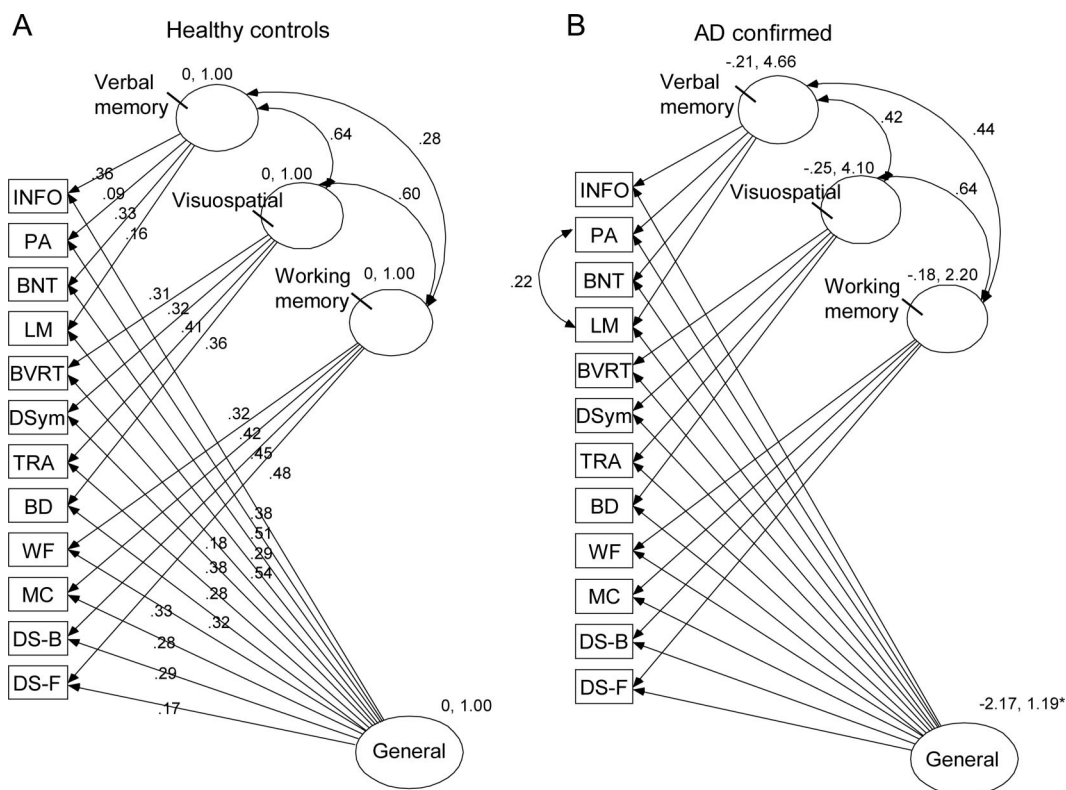 A
Healthy controls
0, 1.00
Verbal
memory
.28
.64
.36
0, 1.00
.09
INFO
.60
Visuospatial
.33
.16
PA
Working
memory
0, 1.00
BNT
.31
.32
LM
.41
.36
BVRT
DSym
.32
.42
.45
TRA
.48
BD
.38
.51
WF
.18
.29
.38
.54
MC
.28
.33
.32
DS-B
.28
.29
DS-F
.17
0, 1.00
General
B
AD confirmed
-.21, 4.66
Verbal
memory
.42
.44
-.25, 4.10
INFO
.64
Visuospatial
PA
.22
BNT
Working
memory
-.18, 2.20
LM
BVRT
DSym
TRA
BD
WF
MC
DS-B
DS-F
-2.17, 1.19*
General